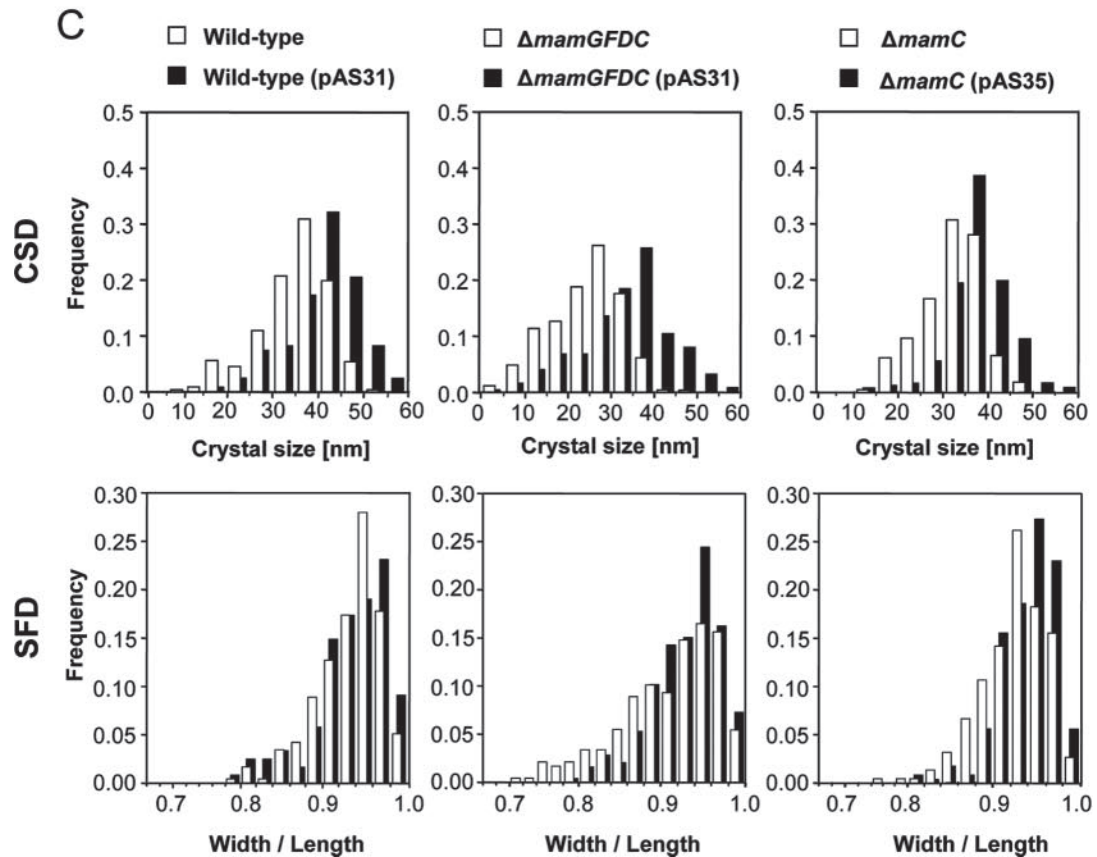 C
Wild-type
Wild-type (pAS31)
ΔmamGFDC
ΔmamGFDC (pAS31)
ΔmamC
ΔmamC (pAS35)
CSD
Frequency
0.5
0.4
0.3
0.2
0.1
0.0
0 10 20 30 40 50 60
Crystal size [nm]
0.5
0.4
0.3
0.2
0.1
0.0
0 10 20 30 40 50 60
Crystal size [nm]
0.5
0.4
0.3
0.2
0.1
0.0
0 10 20 30 40 50 60
Crystal size [nm]
SFD
Frequency
0.30
0.25
0.20
0.15
0.10
0.05
0.00
0.7 0.8 0.9 1.0
Width / Length
0.30
0.25
0.20
0.15
0.10
0.05
0.00
0.7 0.8 0.9 1.0
Width / Length
0.30
0.25
0.20
0.15
0.10
0.05
0.00
0.7 0.8 0.9 1.0
Width / Length